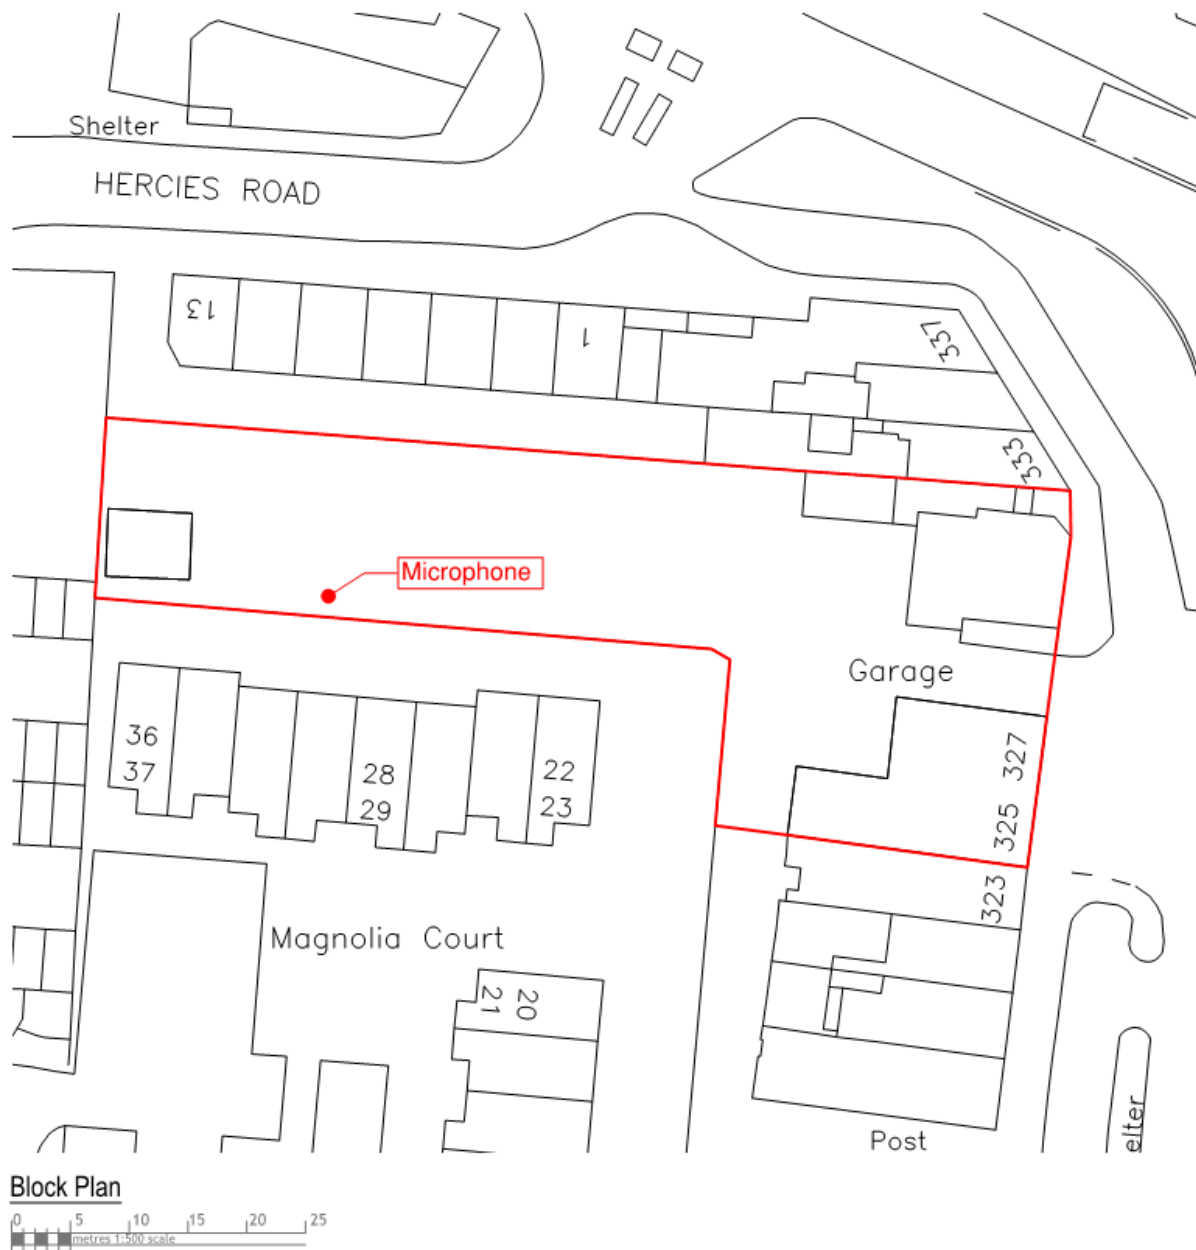 Shelter
HERCIES ROAD
13
1
337
333
Microphone
Garage
36
37
28
29
22
23
327
325
323
Magnolia Court
21
20
Post
elter
Block Plan
0 5 10 15 20 25
metres 1:500 scale